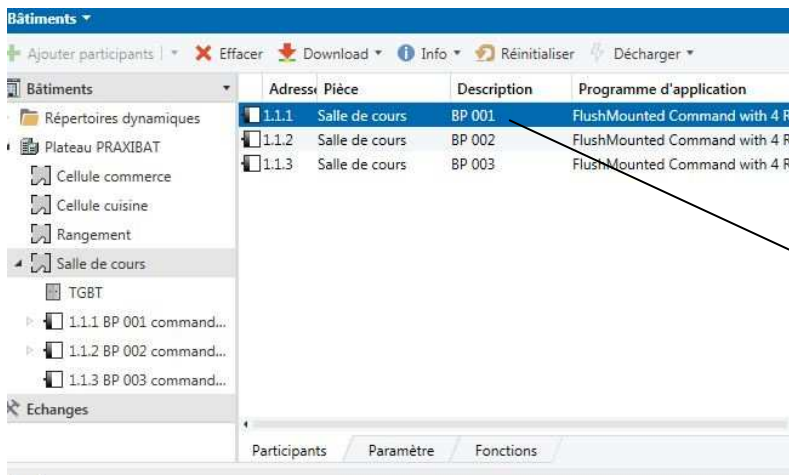 Bâtiments
Ajouter participants Effacer Download Info Réinitialiser Décharger
Bâtiments
Répertoires dynamiques
Plateau PRAXIBAT
Cellule commerce
Cellule cuisine
Rangement
Salle de cours
TGBT
1.1.1 BP 001 command...
1.1.2 BP 002 command...
1.1.3 BP 003 command...
Echanges
Adresse Pièce Description Programme d'application
1.1.1 Salle de cours BP 001 FlushMounted Command with 4 R
1.1.2 Salle de cours BP 002 FlushMounted Command with 4 R
1.1.3 Salle de cours BP 003 FlushMounted Command with 4 R
Participants Paramètre Fonctions